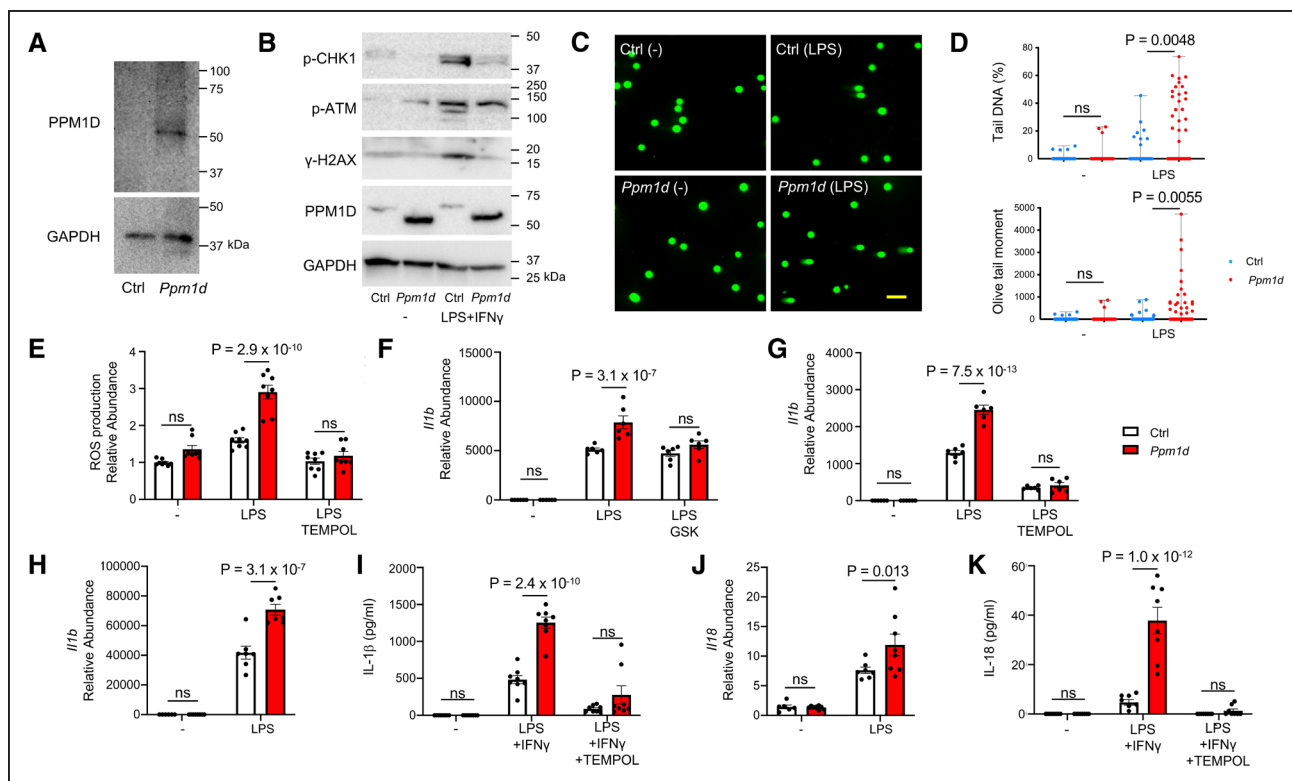 A
PPM1D
100
75
50
37
GAPDH
50
37 kDa
Ctrl Ppm1d
B
p-CHK1
50
37
p-ATM
250
150
100
γ-H2AX
20
15
PPM1D
75
50
GAPDH
37
25 kDa
Ctrl Ppm1d Ctrl Ppm1d
- LPS+IFNγ
C
Ctrl (-)
Ctrl (LPS)
Ppm1d (-)
Ppm1d (LPS)
D
P = 0.0048
Tail DNA (%)
80
60
40
20
0
ns
- LPS
P = 0.0055
Olive tail moment
5000
4000
3000
2000
1000
0
ns
- LPS
Ctrl
Ppm1d
E
P = 2.9 x 10-10
ROS production
Relative Abundance
4
3
2
1
0
ns
ns
- LPS LPS
TEMPOL
F
P = 3.1 x 10-7
Il1b
Relative Abundance
15000
10000
5000
0
ns
ns
- LPS LPS
GSK
G
P = 7.5 x 10-13
Il1b
Relative Abundance
4000
3000
2000
1000
0
ns
ns
- LPS LPS
TEMPOL
Ctrl
Ppm1d
H
P = 3.1 x 10-7
Il1b
Relative Abundance
100000
80000
60000
40000
20000
0
ns
- LPS
I
P = 2.4 x 10-10
IL-1β (pg/ml)
2000
1500
1000
500
0
ns
ns
- LPS LPS
+IFNγ +IFNγ
+TEMPOL
J
P = 0.013
Il18
Relative Abundance
25
20
15
10
5
0
ns
- LPS
K
P = 1.0 x 10-12
IL-18 (pg/ml)
60
40
20
0
ns
ns
- LPS LPS
+IFNγ +IFNγ
+TEMPOL